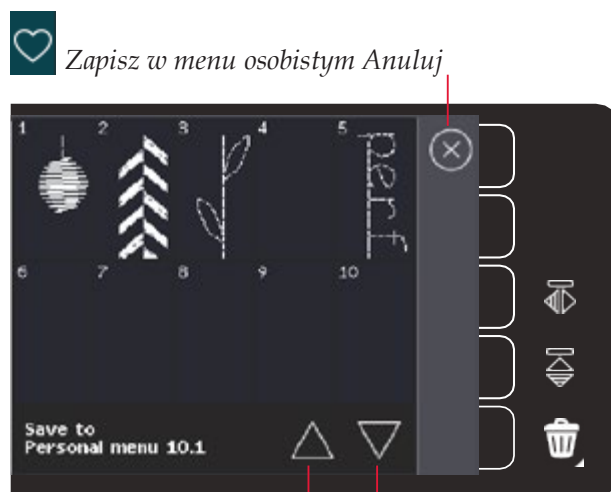 Zapisz w menu osobistym Anuluj
1 2 3 4 5
perf
6 7 8 9 10
Save to
Personal menu 10.1